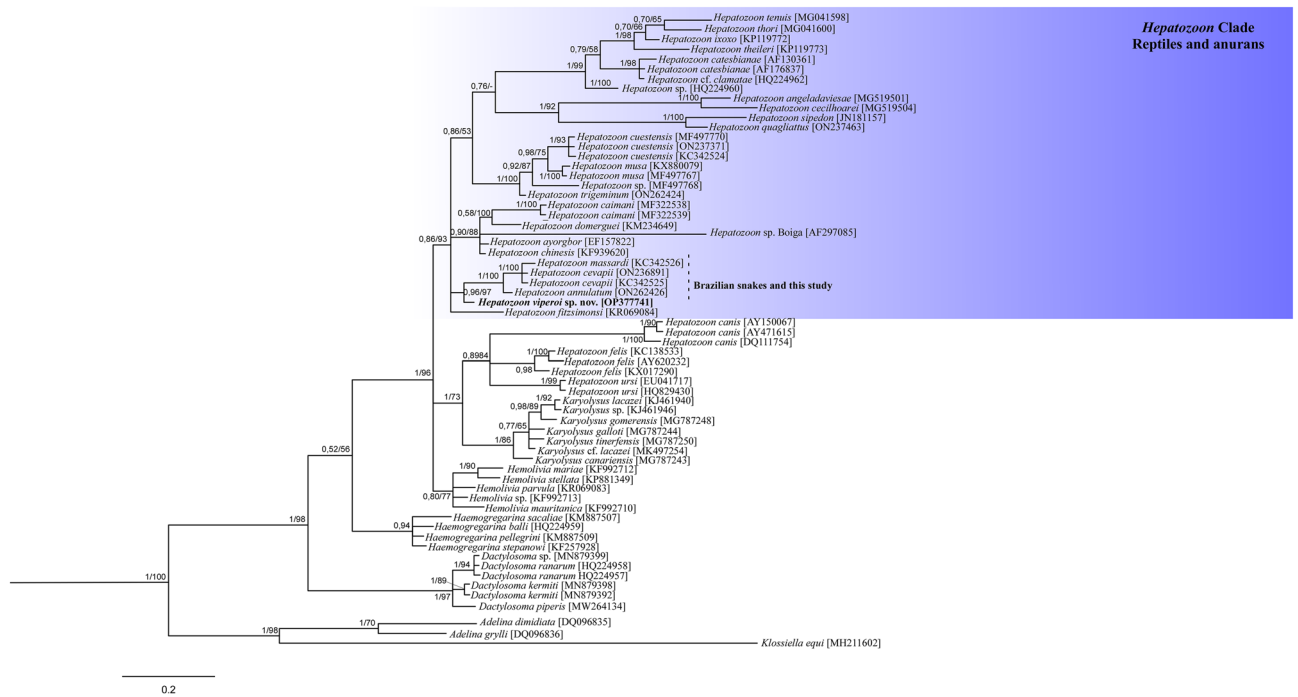 Hepatozoon Clade
Reptiles and anurans
0,70/65
Hepatozoon tenuis [MG041598]
0,70/66
Hepatozoon thori [MG041600]
1/98
Hepatozoon ixoxo [KP119772]
Hepatozoon theileri [KP119773]
0,79/58
Hepatozoon catesbianae [AF130361]
1/98
Hepatozoon catesbianae [AF176837]
1/99
Hepatozoon cf. clamatae [HQ224962]
1/100
Hepatozoon sp. [HQ224960]
0,76/-
1/100
Hepatozoon angeladaviesae [MG519501]
1/92
Hepatozoon cecilhoarei [MG519504]
1/100
Hepatozoon sipedon [JN181157]
Hepatozoon quagliattus [ON237463]
0,86/53
1/93
Hepatozoon cuestensis [MF497770]
Hepatozoon cuestensis [ON237371]
0,98/75
Hepatozoon cuestensis [KC342524]
0,92/87
Hepatozoon musa [KX880079]
1/100
Hepatozoon musa [MF497767]
1/100
Hepatozoon sp. [MF497768]
Hepatozoon trigeminum [ON262424]
1/100
Hepatozoon caimani [MF322538]
0,58/100
Hepatozoon caimani [MF322539]
Hepatozoon domerguei [KM234649]
0,90/88
Hepatozoon sp. Boiga [AF297085]
0,86/93
Hepatozoon ayorgbor [EF157822]
Hepatozoon chinesis [KF939620]
1/100
Hepatozoon massardi [KC342526]
Hepatozoon cevapii [ON236891]
1/100
Hepatozoon cevapii [KC342525]
Brazilian snakes and this study
0,96/97
Hepatozoon annulatum [ON262426]
Hepatozoon viperoi sp. nov. [OP377741]
Hepatozoon fitzsimonsi [KR069084]
1/90
Hepatozoon canis [AY150067]
Hepatozoon canis [AY471615]
1/100
Hepatozoon canis [DQ111754]
1/100
Hepatozoon felis [KC138533]
0,8984
Hepatozoon felis [AY620232]
0,98
Hepatozoon felis [KX017290]
1/96
1/99
Hepatozoon ursi [EU041717]
Hepatozoon ursi [HQ829430]
1/73
1/92
Karyolysus lacazei [KJ461940]
0,98/89
Karyolysus sp. [KJ461946]
Karyolysus gomerensis [MG787248]
0,77/65
Karyolysus galloti [MG787244]
1/86
Karyolysus tinerfensis [MG787250]
Karyolysus cf. lacazei [MK497254]
Karyolysus canariensis [MG787243]
0,52/56
1/90
Hemolivia mariae [KF992712]
Hemolivia stellata [KP881349]
Hemolivia parvula [KR069083]
0,80/77
Hemolivia sp. [KF992713]
Hemolivia mauritanica [KF992710]
1/98
Haemogregarina sacaliae [KM887507]
0,94
Haemogregarina balli [HQ224959]
Haemogregarina pellegrini [KM887509]
Haemogregarina stepanowi [KF257928]
Dactylosoma sp. [MN879399]
1/94
Dactylosoma ranarum [HQ224958]
Dactylosoma ranarum HQ224957]
1/89
Dactylosoma kermiti [MN879398]
1/97
Dactylosoma kermiti [MN879392]
Dactylosoma piperis [MW264134]
1/100
1/70
Adelina dimidiata [DQ096835]
1/98
Adelina grylli [DQ096836]
Klossiella equi [MH211602]
0.2